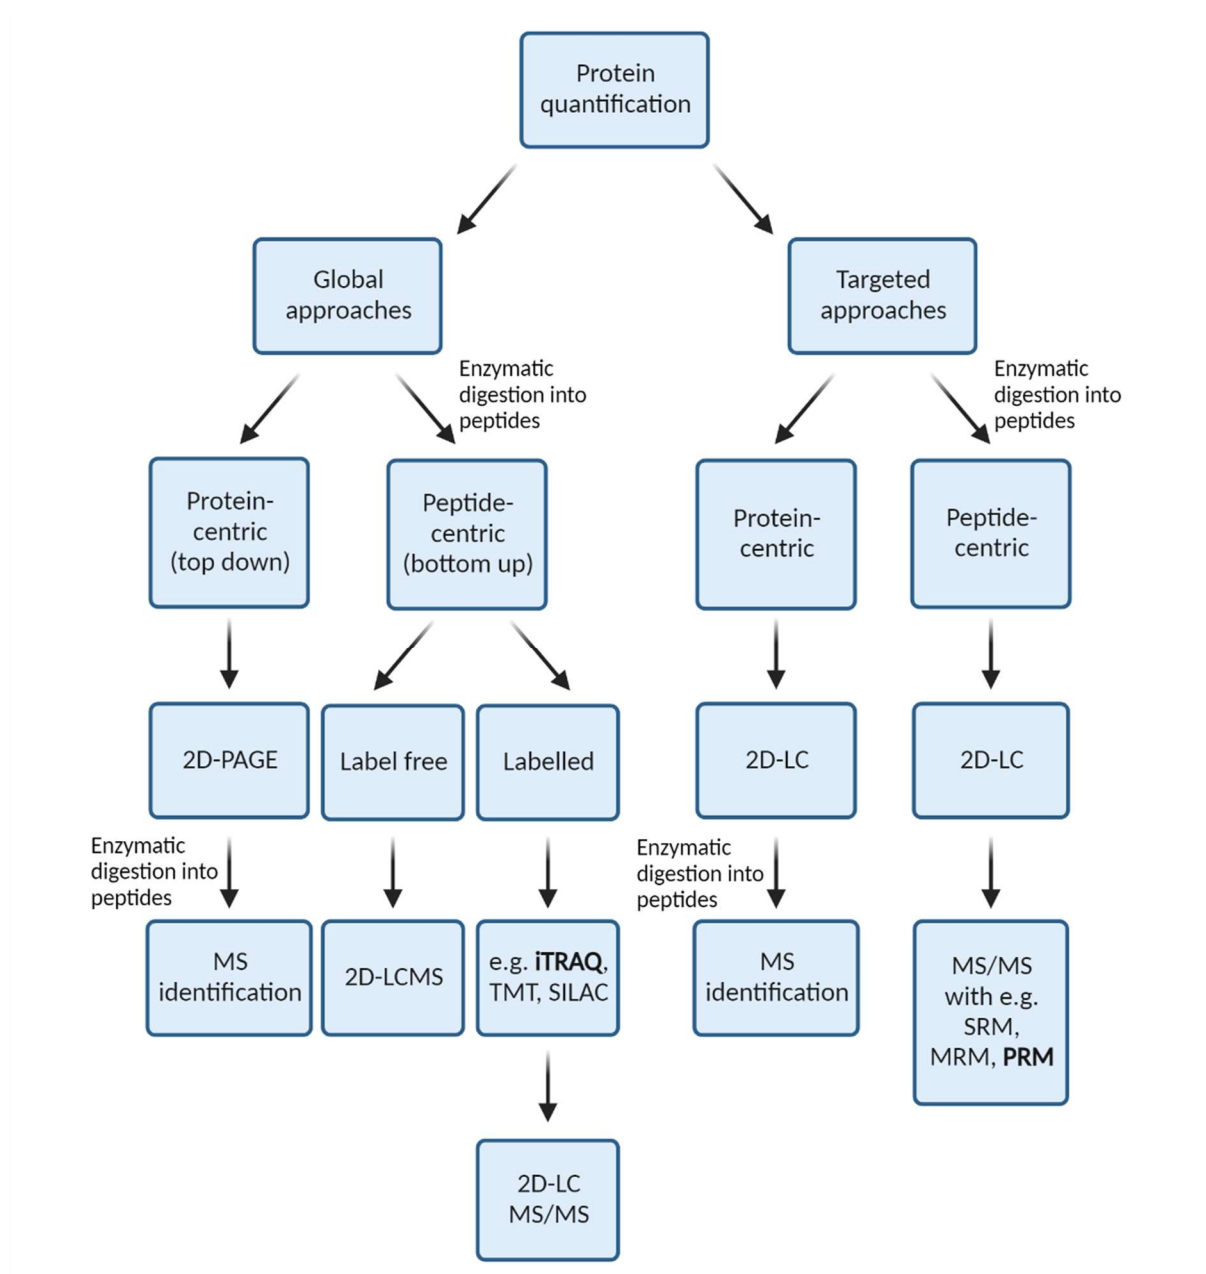 Protein
quantification
Global
approaches
Targeted
approaches
Enzymatic
digestion into
peptides
Enzymatic
digestion into
peptides
Protein-
centric
(top down)
Peptide-
centric
(bottom up)
Protein-
centric
Peptide-
centric
2D-PAGE
Label free
Labelled
2D-LC
2D-LC
Enzymatic
digestion into
peptides
Enzymatic
digestion into
peptides
MS
identification
2D-LCMS
e.g. iTRAQ,
TMT, SILAC
MS
identification
MS/MS
with e.g.
SRM,
MRM, PRM
2D-LC
MS/MS